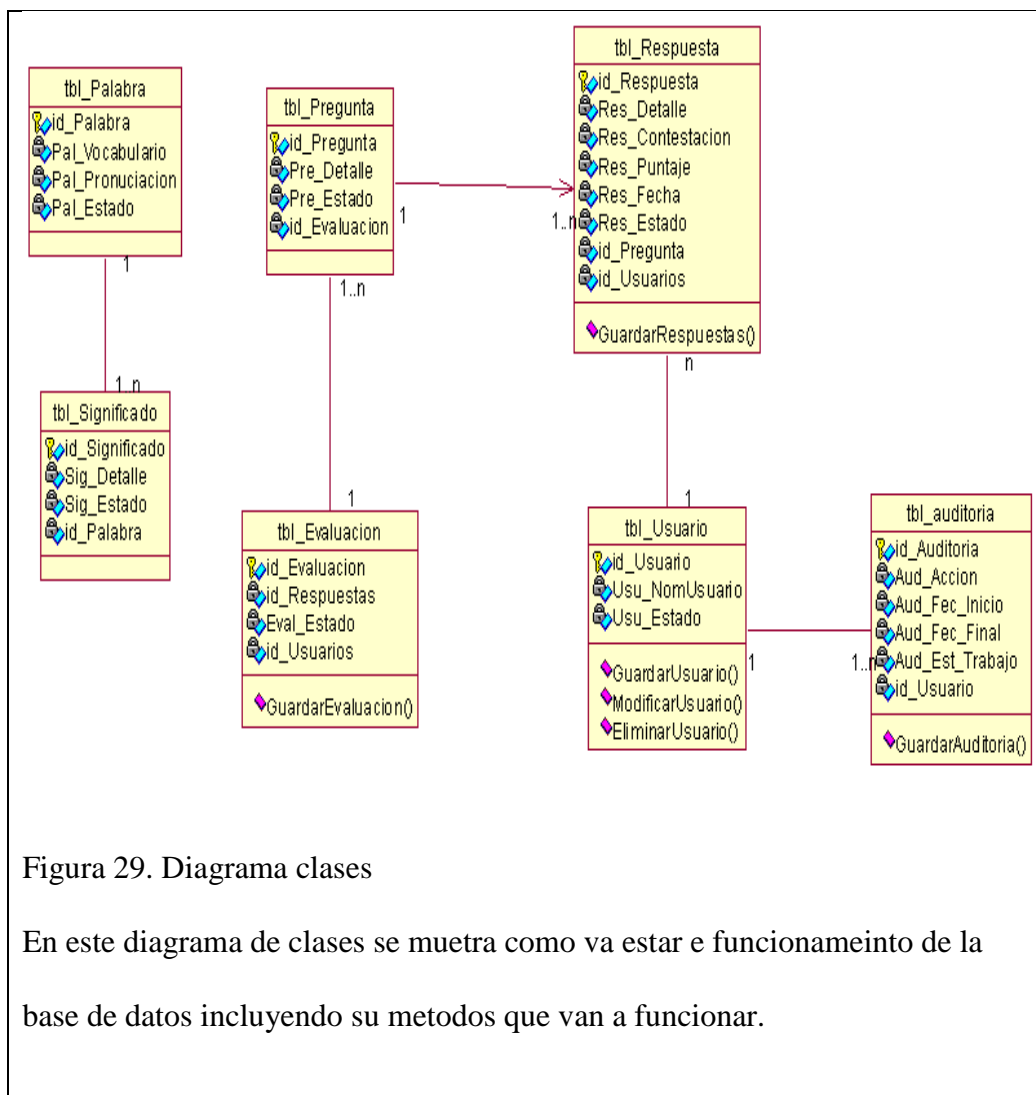 tbl_Palabra
id_Palabra
Pal_Vocabulario
Pal_Pronuciacion
Pal_Estado
1
1..n
tbl_Significado
id_Significado
Sig_Detalle
Sig_Estado
id_Palabra
tbl_Pregunta
id_Pregunta
Pre_Detalle
Pre_Estado
id_Evaluacion
1
1..n
1..n
1
tbl_Evaluacion
id_Evaluacion
id_Respuestas
Eval_Estado
id_Usuarios
GuardarEvaluacion()
tbl_Respuesta
id_Respuesta
Res_Detalle
Res_Contestacion
Res_Puntaje
Res_Fecha
Res_Estado
id_Pregunta
id_Usuarios
GuardarRespuestas()
n
1
tbl_Usuario
id_Usuario
Usu_NomUsuario
Usu_Estado
GuardarUsuario()
ModificarUsuario()
EliminarUsuario()
1
1..n
tbl_auditoria
id_Auditoria
Aud_Accion
Aud_Fec_Inicio
Aud_Fec_Final
Aud_Est_Trabajo
id_Usuario
GuardarAuditoria()
Figura 29. Diagrama clases
En este diagrama de clases se muetra como va estar e funcionameinto de la
base de datos incluyendo su metodos que van a funcionar.